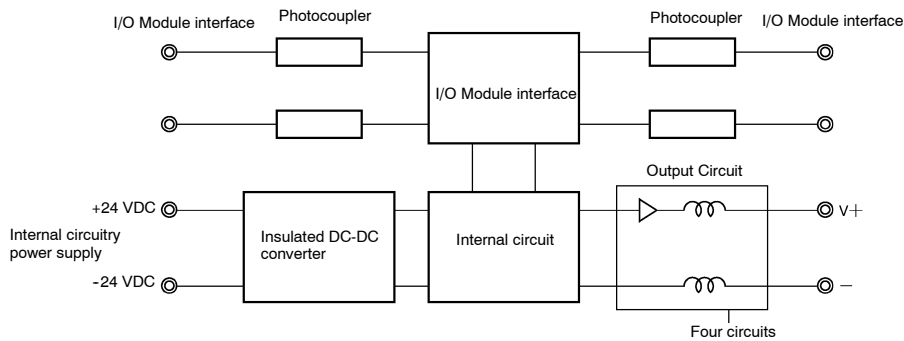 Photocoupler
Photocoupler
I/O Module interface
I/O Module interface
I/O Module interface
Output Circuit
+24 VDC
V+
Internal circuitry
power supply
Insulated DC-DC
converter
Internal circuit
-24 VDC
−
Four circuits